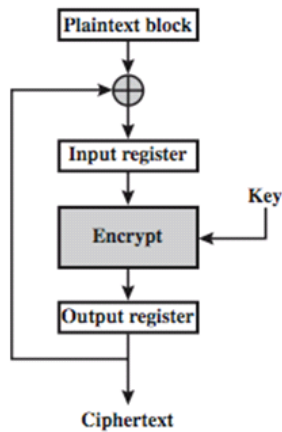 Plaintext block
Input register
Key
Encrypt
Output register
Ciphertext